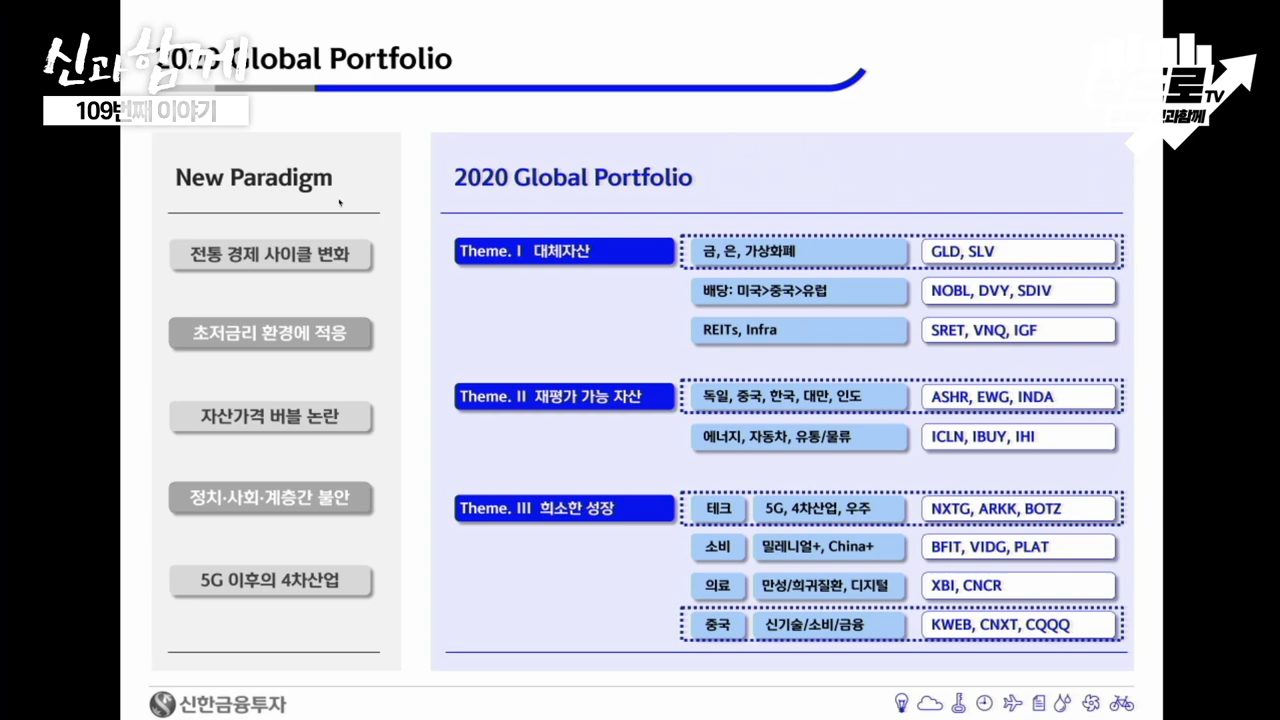 신과함께
109번째 이야기
2020 Global Portfolio
TV
New Paradigm
전통 경제 사이클 변화
초저금리 환경에 적응
자산가격 버블 논란
정치·사회·계층간 불안
5G 이후의 4차산업
2020 Global Portfolio
Theme. I 대체자산
금, 은, 가상화폐
GLD, SLV
배당: 미국>중국>유럽
NOBL, DVY, SDIV
REITs, Infra
SRET, VNQ, IGF
Theme. II 재평가 가능 자산
독일, 중국, 한국, 대만, 인도
ASHR, EWG, INDA
에너지, 자동차, 유통/물류
ICLN, IBUY, IHI
Theme. III 희소한 성장
테크
5G, 4차산업, 우주
NXTG, ARKK, BOTZ
소비
밀레니얼+, China+
BFIT, VIDG, PLAT
의료
만성/희귀질환, 디지털
XBI, CNCR
중국
신기술/소비/금융
KWEB, CNXT, CQQQ
신한금융투자